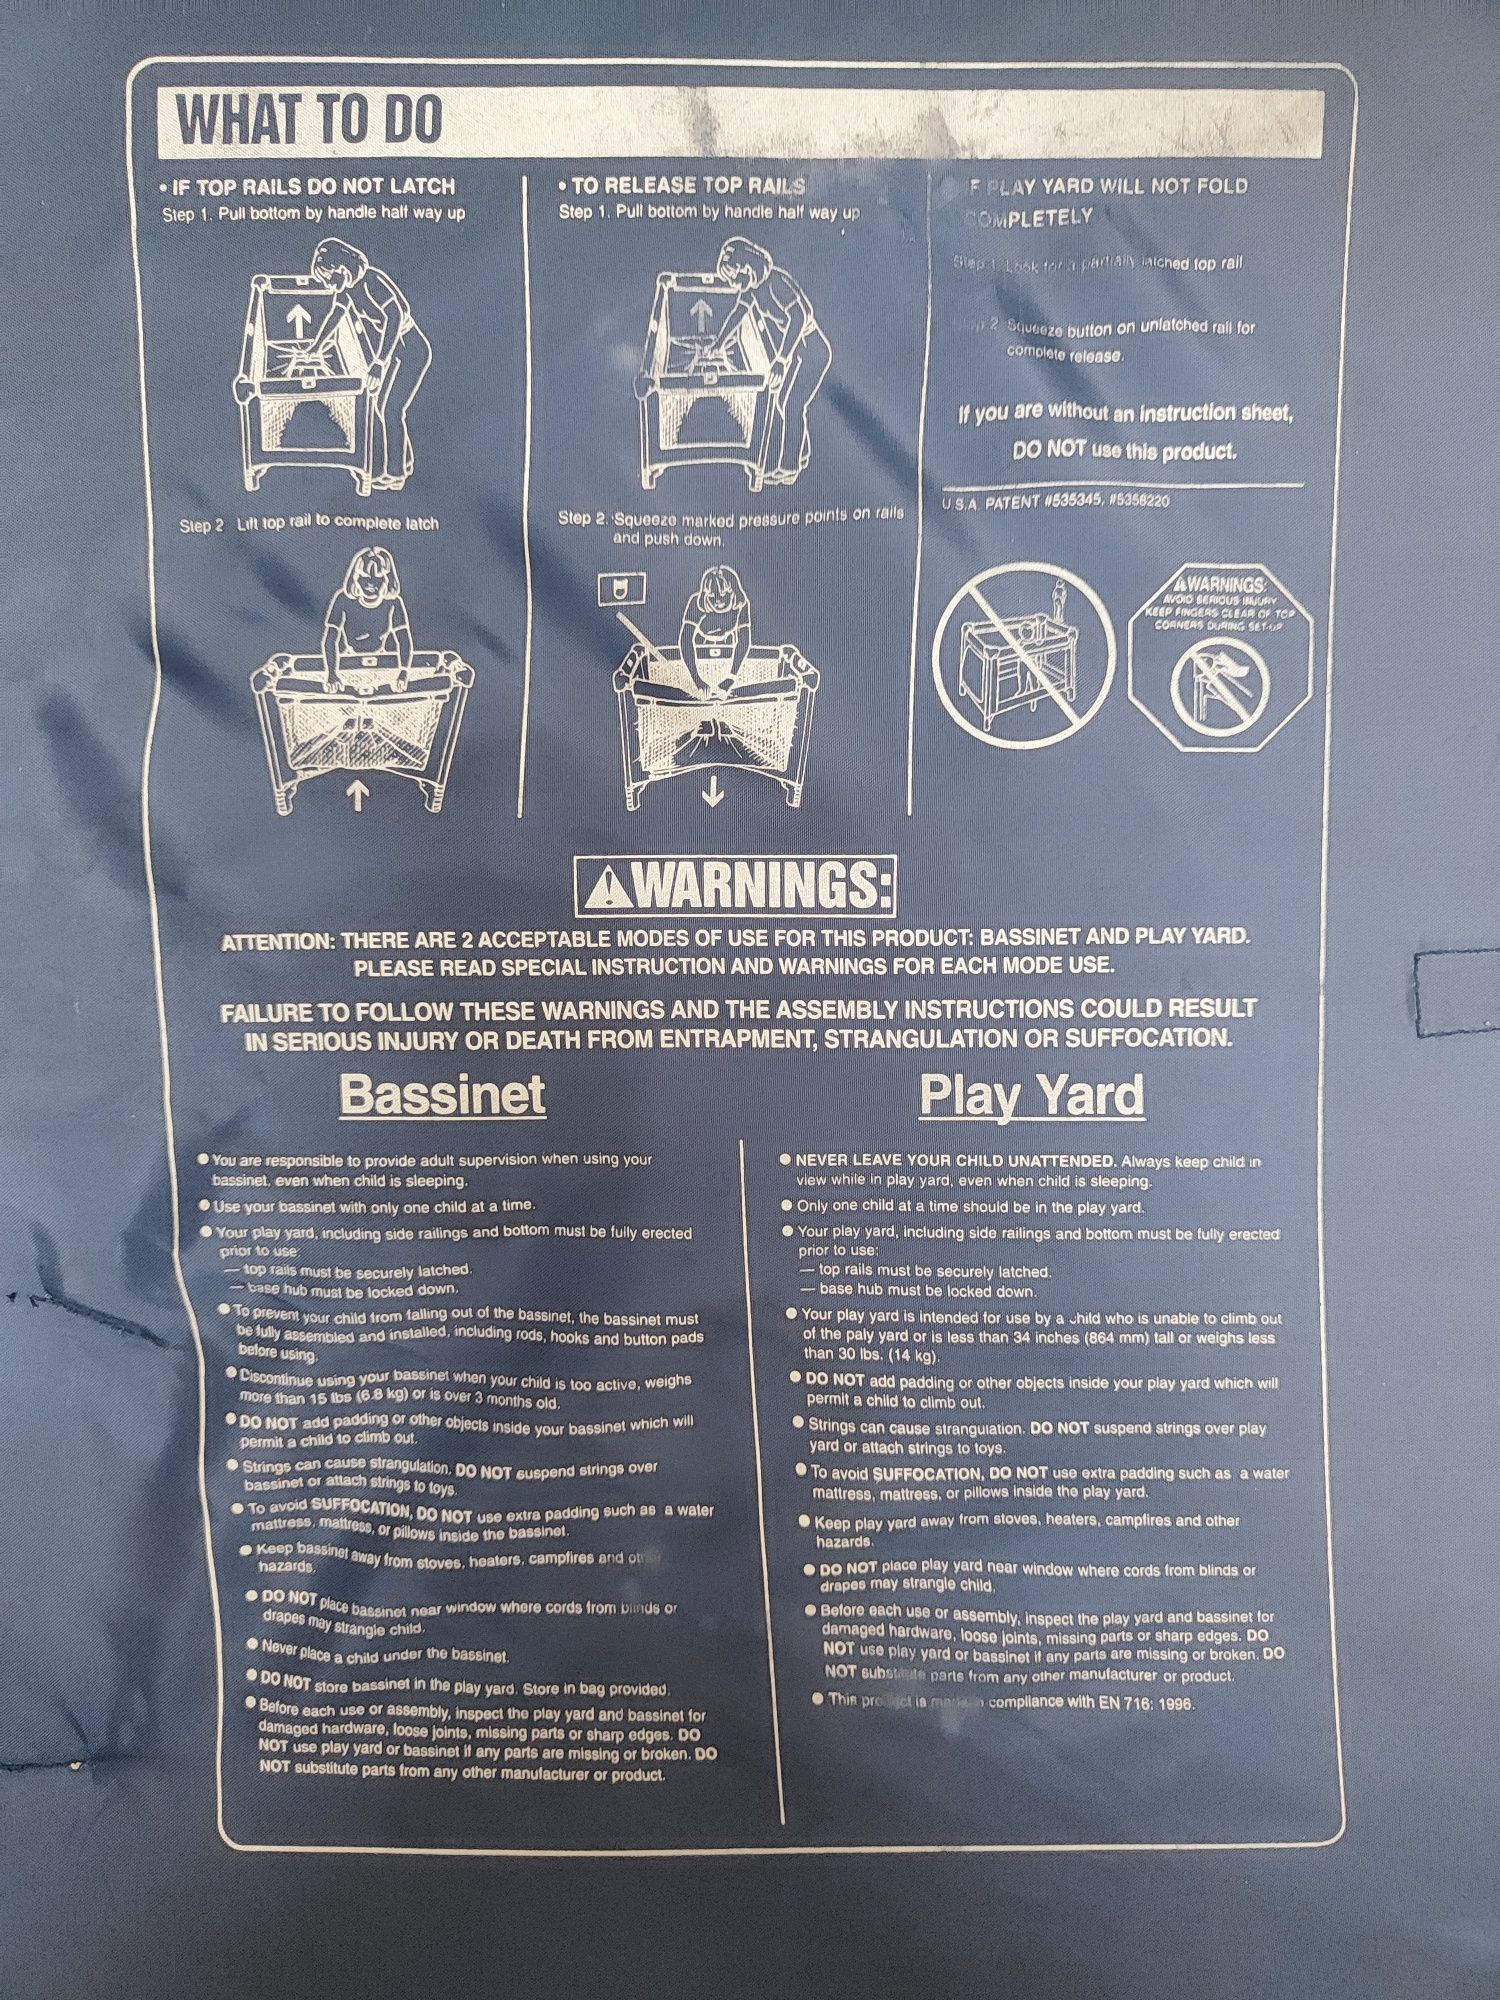 WHAT TO DO
• IF TOP RAILS DO NOT LATCH
Step 1. Pull bottom by handle half way up
Step 2 Lift top rail to complete latch
• TO RELEASE TOP RAILS
Step 1. Pull bottom by handle half way up
Step 2. Squeeze marked pressure points on rails
and push down.
F PLAY YARD WILL NOT FOLD
COMPLETELY
Step 1. Look for a partially latched top rail
2 Squeeze button on unlatched rail for
complete release.
If you are without an instruction sheet,
DO NOT use this product.
U.S.A. PATENT #535345, #5358220
⚠WARNINGS:
AVOID SERIOUS INJURY
KEEP FINGERS CLEAR OF TOP
CORNERS DURING SET-UP
⚠WARNINGS:
ATTENTION: THERE ARE 2 ACCEPTABLE MODES OF USE FOR THIS PRODUCT: BASSINET AND PLAY YARD.
PLEASE READ SPECIAL INSTRUCTION AND WARNINGS FOR EACH MODE USE.
FAILURE TO FOLLOW THESE WARNINGS AND THE ASSEMBLY INSTRUCTIONS COULD RESULT
IN SERIOUS INJURY OR DEATH FROM ENTRAPMENT, STRANGULATION OR SUFFOCATION.
Bassinet
● You are responsible to provide adult supervision when using your
bassinet, even when child is sleeping.
● Use your bassinet with only one child at a time.
● Your play yard, including side railings and bottom must be fully erected
prior to use:
— top rails must be securely latched.
— base hub must be locked down.
● To prevent your child from falling out of the bassinet, the bassinet must
be fully assembled and installed, including rods, hooks and button pads
before using.
● Discontinue using your bassinet when your child is too active, weighs
more than 15 lbs (6.8 kg) or is over 3 months old.
● DO NOT add padding or other objects inside your bassinet which will
permit a child to climb out.
● Strings can cause strangulation, DO NOT suspend strings over
bassinet or attach strings to toys.
● To avoid SUFFOCATION, DO NOT use extra padding such as a water
mattress, mattress, or pillows inside the bassinet.
● Keep bassinet away from stoves, heaters, campfires and other
hazards.
● DO NOT place bassinet near window where cords from blinds or
drapes may strangle child.
● Never place a child under the bassinet.
● DO NOT store bassinet in the play yard. Store in bag provided.
● Before each use or assembly, inspect the play yard and bassinet for
damaged hardware, loose joints, missing parts or sharp edges. DO
NOT use play yard or bassinet if any parts are missing or broken. DO
NOT substitute parts from any other manufacturer or product.
Play Yard
● NEVER LEAVE YOUR CHILD UNATTENDED. Always keep child in
view while in play yard, even when child is sleeping.
● Only one child at a time should be in the play yard.
● Your play yard, including side railings and bottom must be fully erected
prior to use:
— top rails must be securely latched.
— base hub must be locked down.
● Your play yard is intended for use by a child who is unable to climb out
of the paly yard or is less than 34 inches (864 mm) tall or weighs less
than 30 lbs. (14 kg).
● DO NOT add padding or other objects inside your play yard which will
permit a child to climb out.
● Strings can cause strangulation. DO NOT suspend strings over play
yard or attach strings to toys.
● To avoid SUFFOCATION, DO NOT use extra padding such as a water
mattress, mattress, or pillows inside the play yard.
● Keep play yard away from stoves, heaters, campfires and other
hazards.
● DO NOT place play yard near window where cords from blinds or
drapes may strangle child.
● Before each use or assembly, inspect the play yard and bassinet for
damaged hardware, loose joints, missing parts or sharp edges. DO
NOT use play yard or bassinet if any parts are missing or broken. DO
NOT substitute parts from any other manufacturer or product.
● This product is made in compliance with EN 716: 1996.